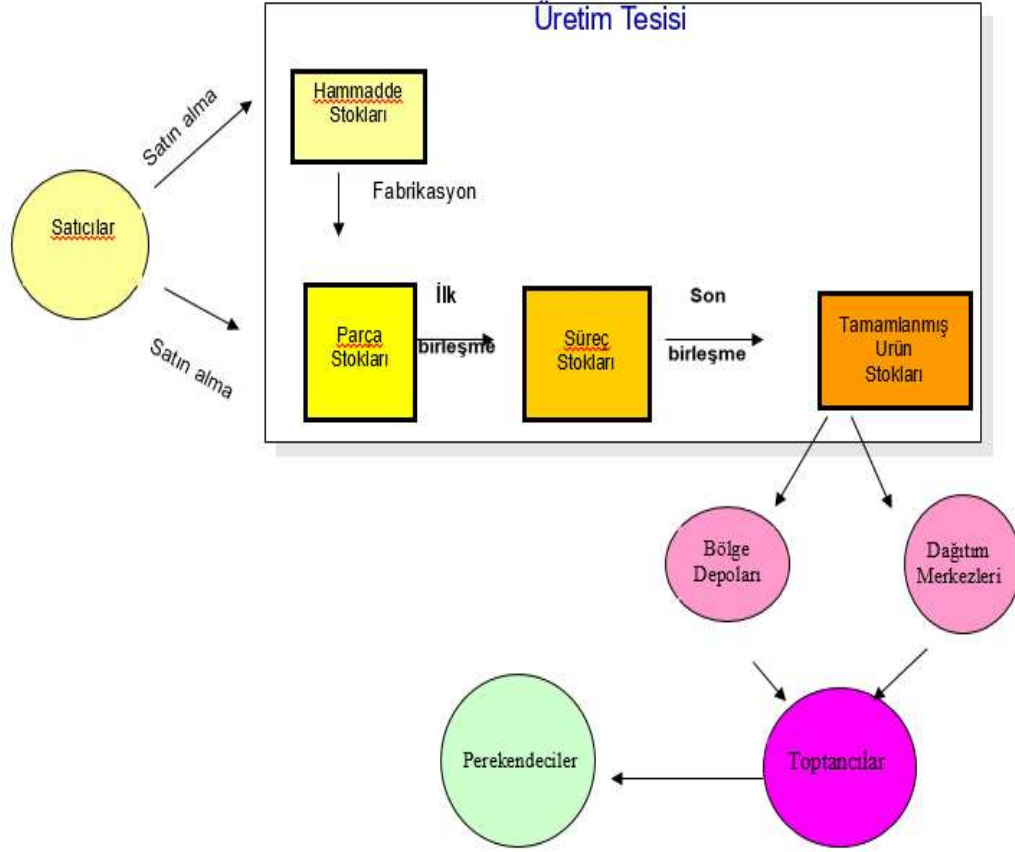 Üretim Tesisi
Hammadde
Stokları
Satın alma
Fabrikasyon
Satıcılar
Satın alma
Parça
Stokları
İlk
birleşme
Süreç
Stokları
Son
birleşme
Tamamlanmış
Urün
Stokları
Bölge
Depoları
Dağıtım
Merkezleri
Toptancılar
Perekendeciler